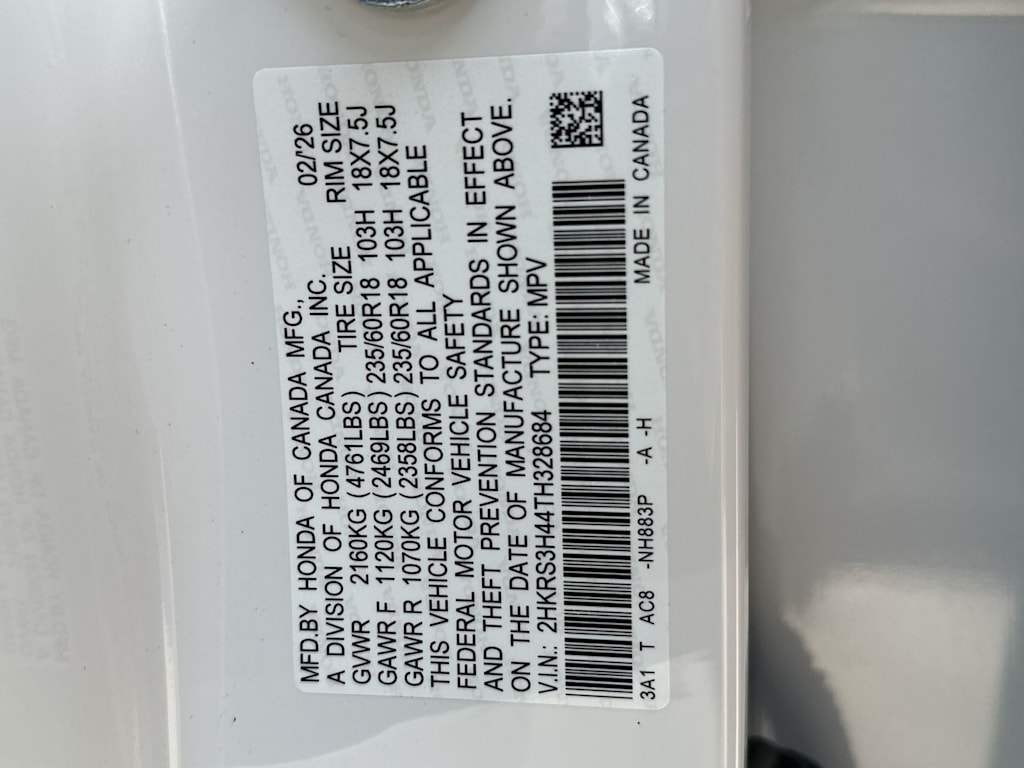 MFD.BY HONDA OF CANADA MFG., 02/'26
A DIVISION OF HONDA CANADA INC.
TIRE SIZE RIM SIZE
GVWR 2160KG (4761LBS)
GAWR F 1120KG (2469LBS) 235/60R18 103H 18X7.5J
GAWR R 1070KG (2358LBS) 235/60R18 103H 18X7.5J
THIS VEHICLE CONFORMS TO ALL APPLICABLE
FEDERAL MOTOR VEHICLE SAFETY
AND THEFT PREVENTION STANDARDS IN EFFECT
ON THE DATE OF MANUFACTURE SHOWN ABOVE.
V.I.N.: 2HKRS3H44TH328684 TYPE: MPV
3A1 T AC8 -NH883P -A -H MADE IN CANADA